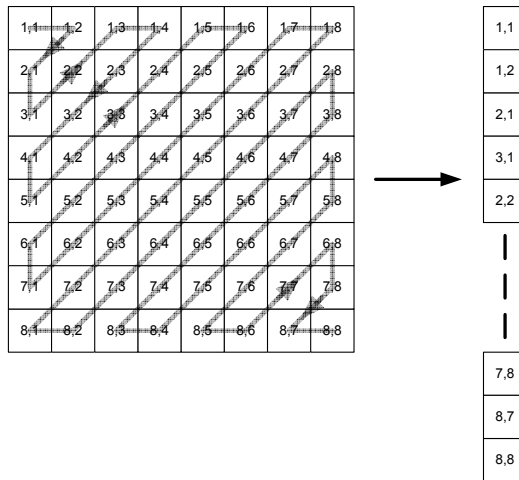 1,1 1,2 1,3 1,4 1,5 1,6 1,7 1,8
2,1 2,2 2,3 2,4 2,5 2,6 2,7 2,8
3,1 3,2 3,3 3,4 3,5 3,6 3,7 3,8
4,1 4,2 4,3 4,4 4,5 4,6 4,7 4,8
5,1 5,2 5,3 5,4 5,5 5,6 5,7 5,8
6,1 6,2 6,3 6,4 6,5 6,6 6,7 6,8
7,1 7,2 7,3 7,4 7,5 7,6 7,7 7,8
8,1 8,2 8,3 8,4 8,5 8,6 8,7 8,8
1,1
1,2
2,1
3,1
2,2
7,8
8,7
8,8